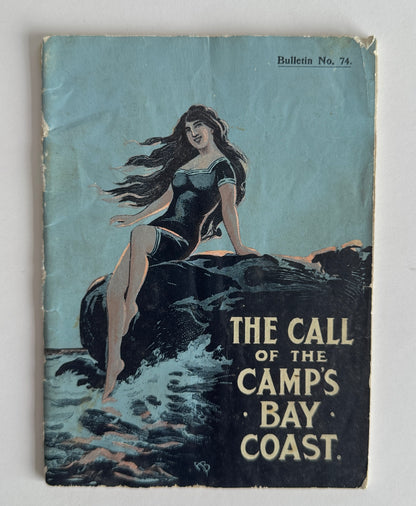 Bulletin No. 74.
THE CALL
OF THE
CAMP'S
· BAY ·
COAST.